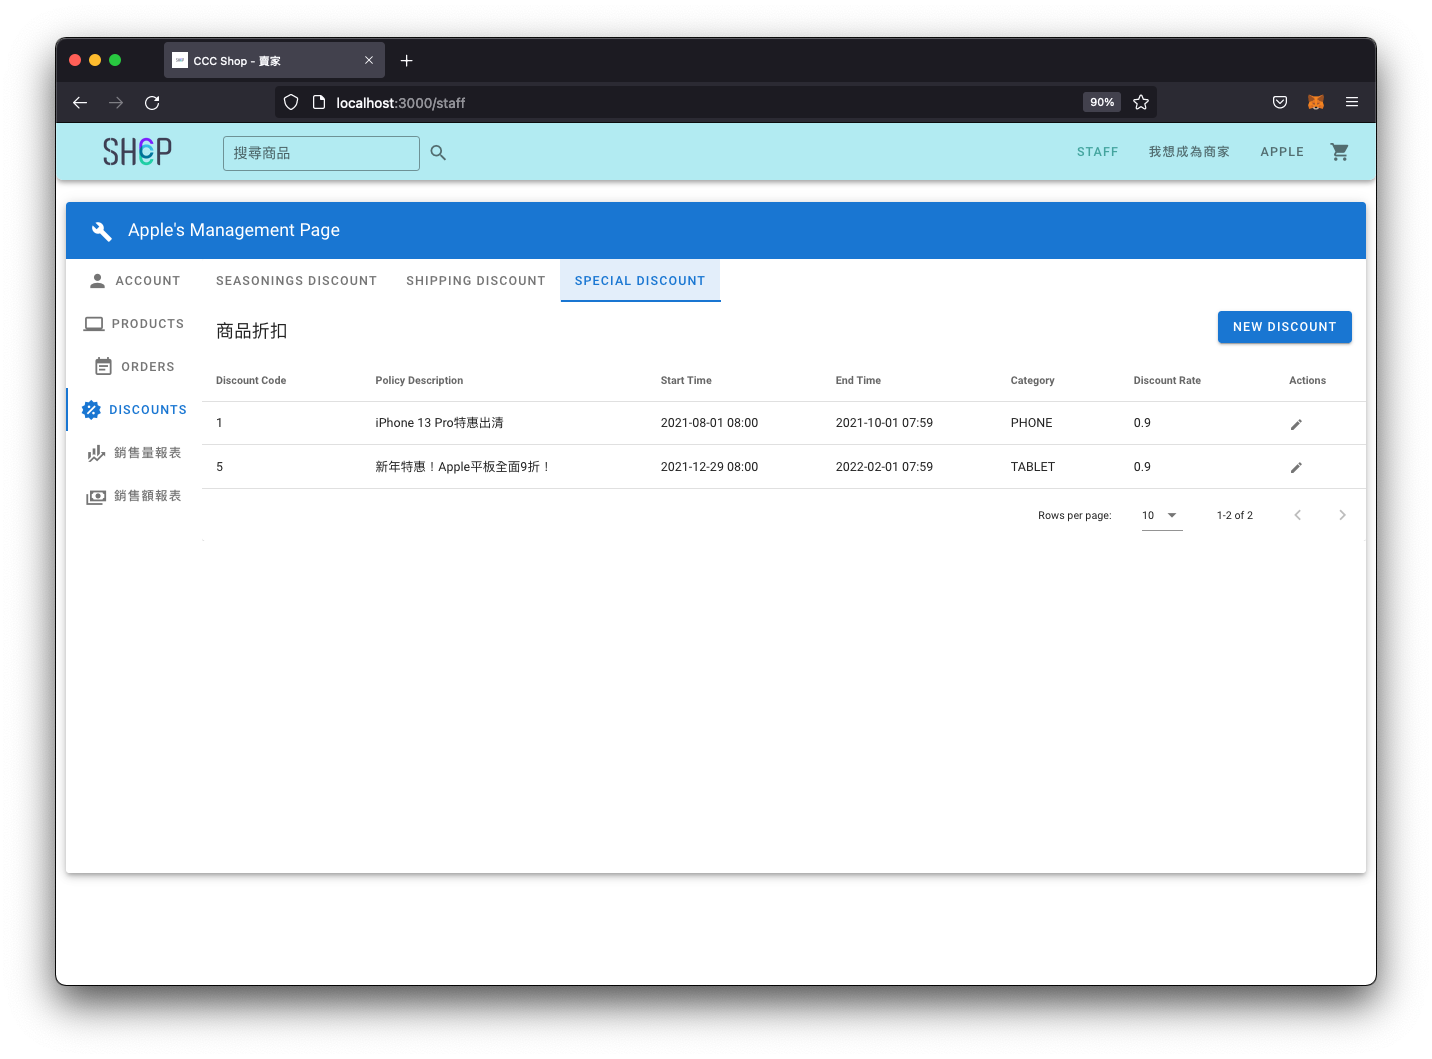 CCC Shop - 賣家
localhost:3000/staff
90%
SHCP
搜尋商品
STAFF
我想成為商家
APPLE
Apple's Management Page
ACCOUNT
PRODUCTS
ORDERS
DISCOUNTS
銷售量報表
銷售額報表
SEASONINGS DISCOUNT SHIPPING DISCOUNT SPECIAL DISCOUNT
商品折扣
NEW DISCOUNT
Discount Code Policy Description Start Time End Time Category Discount Rate Actions
1 iPhone 13 Pro特惠出清 2021-08-01 08:00 2021-10-01 07:59 PHONE 0.9
5 新年特惠！Apple平板全面9折！ 2021-12-29 08:00 2022-02-01 07:59 TABLET 0.9
Rows per page: 10 1-2 of 2